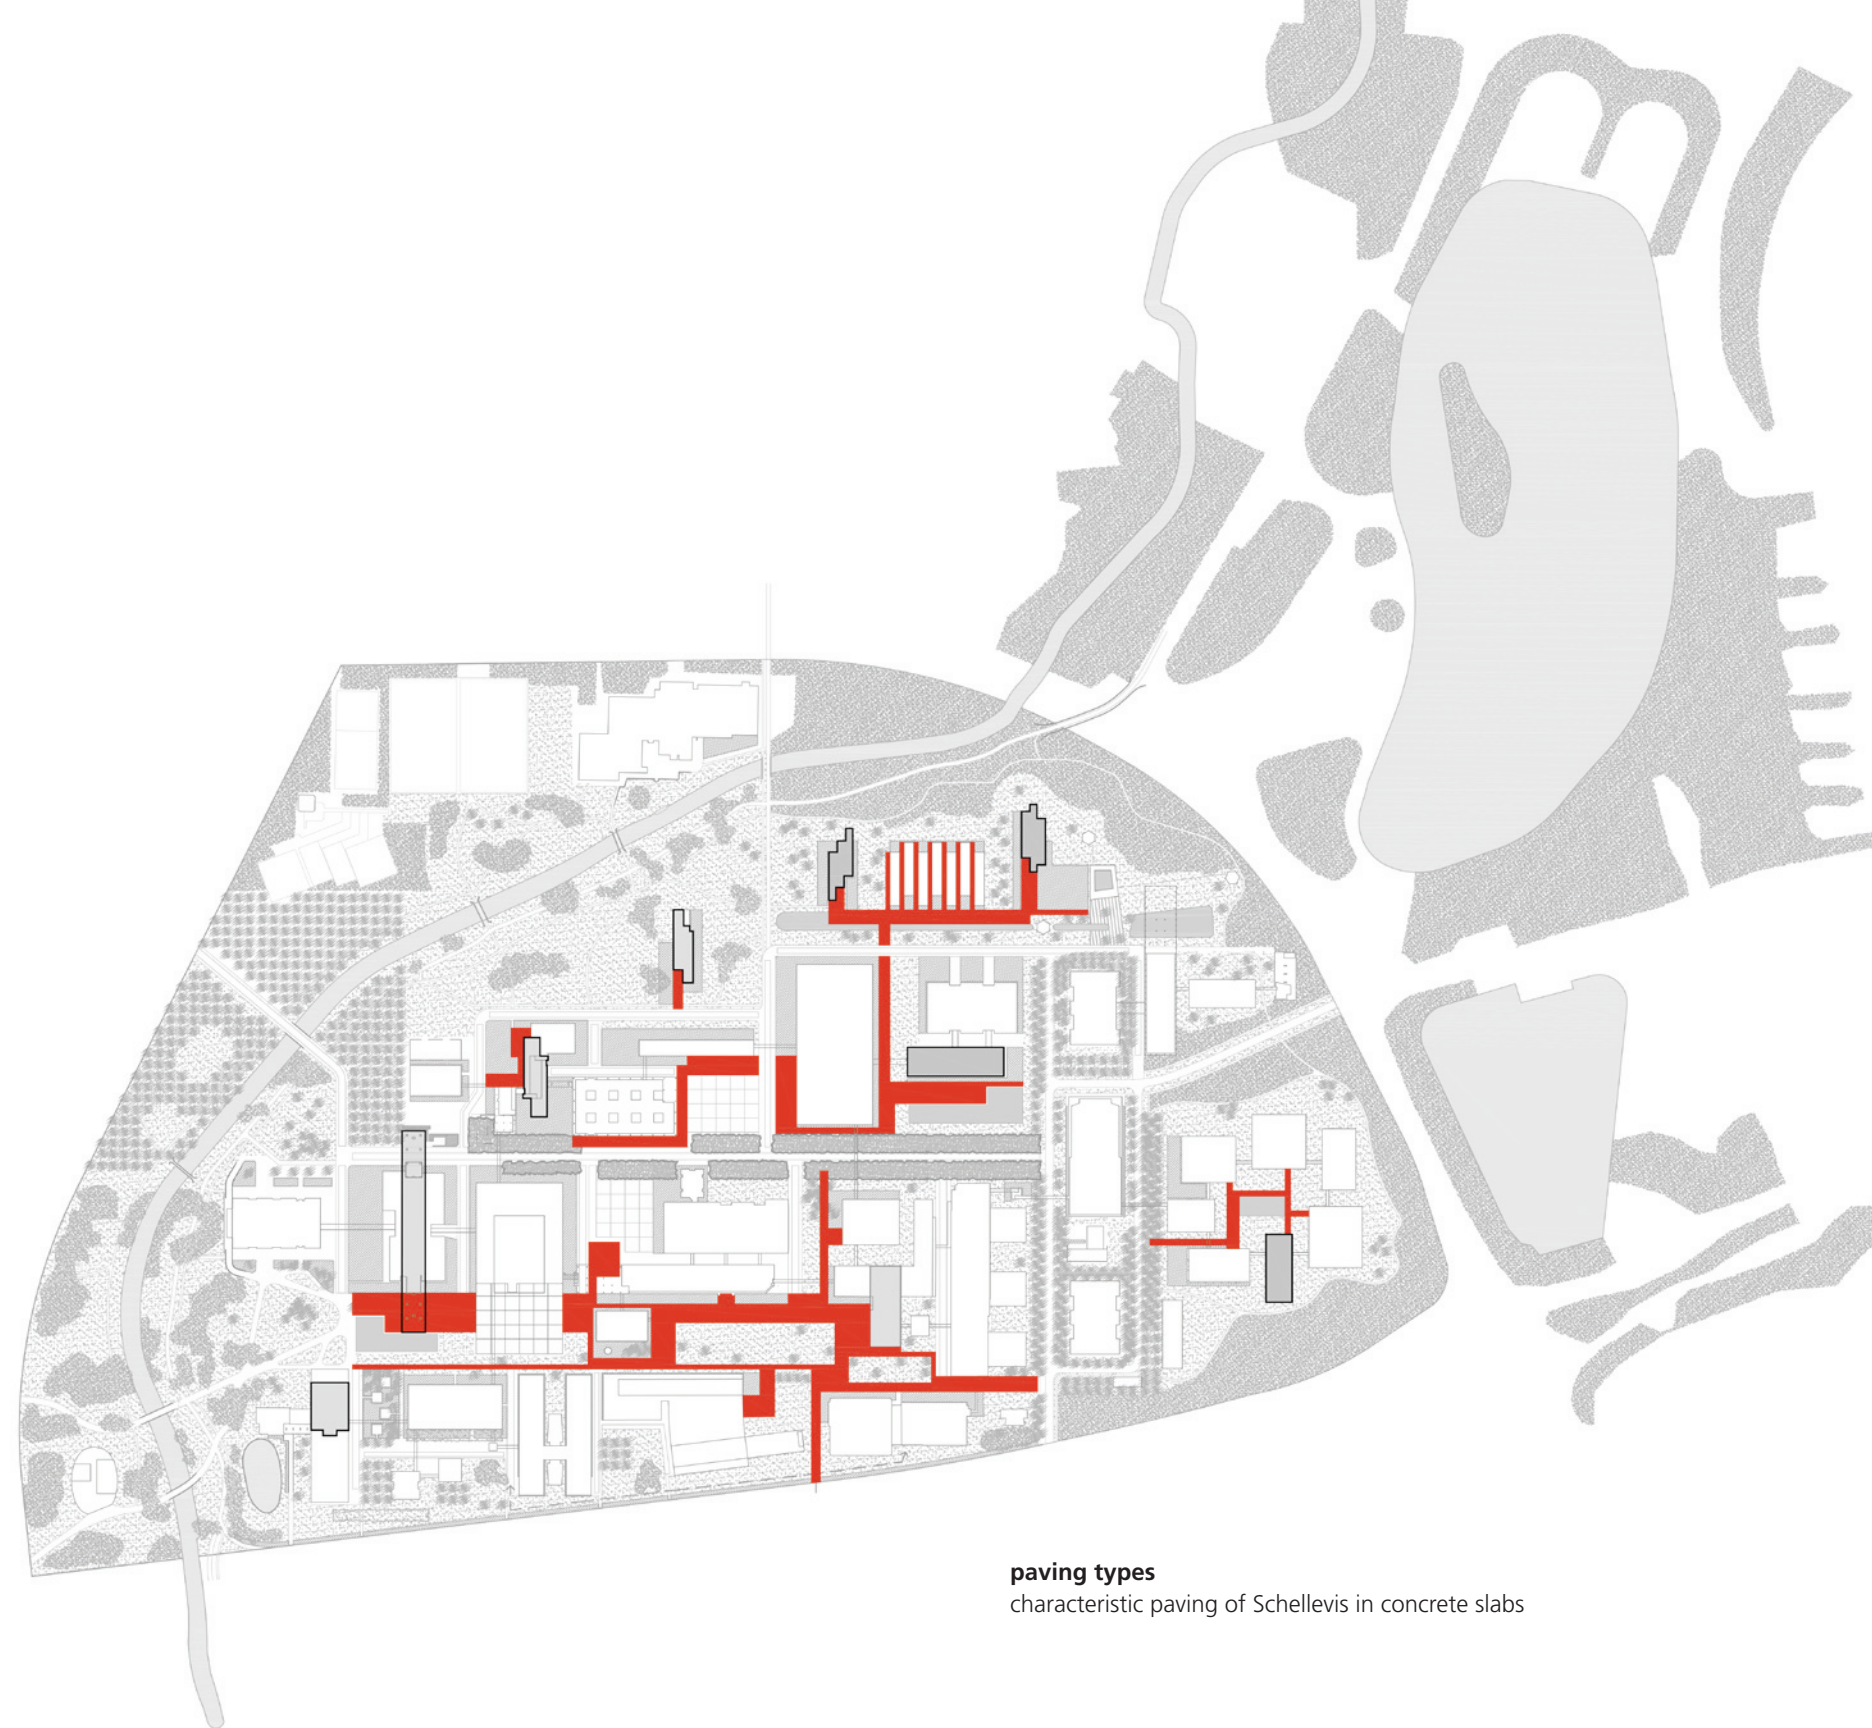 paving types
characteristic paving of Schellevis in concrete slabs